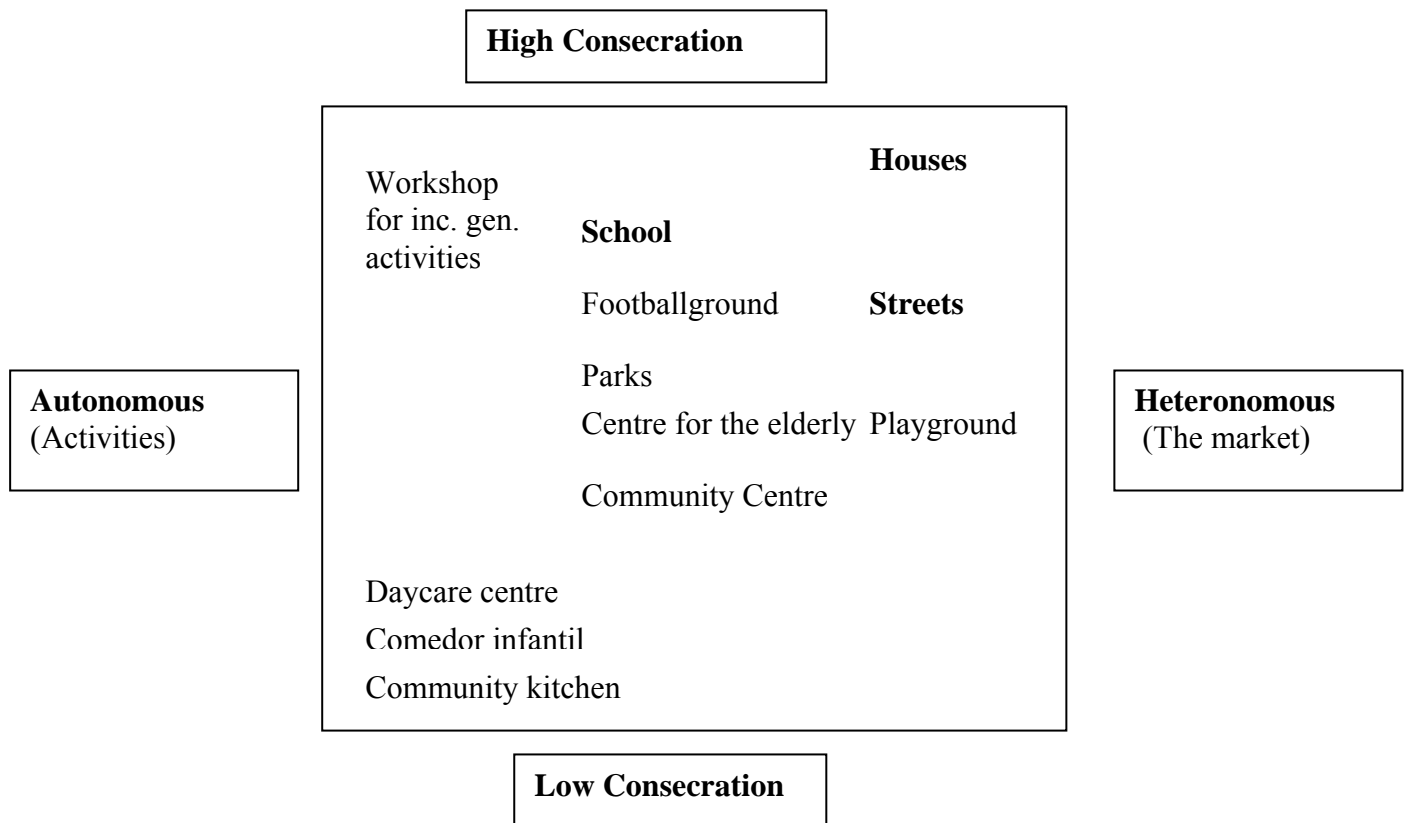 High Consecration
Houses
Workshop
for inc. gen.
activities
School
Footballground
Streets
Parks
Centre for the elderly
Playground
Community Centre
Autonomous
(Activities)
Heteronomous
(The market)
Daycare centre
Comedor infantil
Community kitchen
Low Consecration